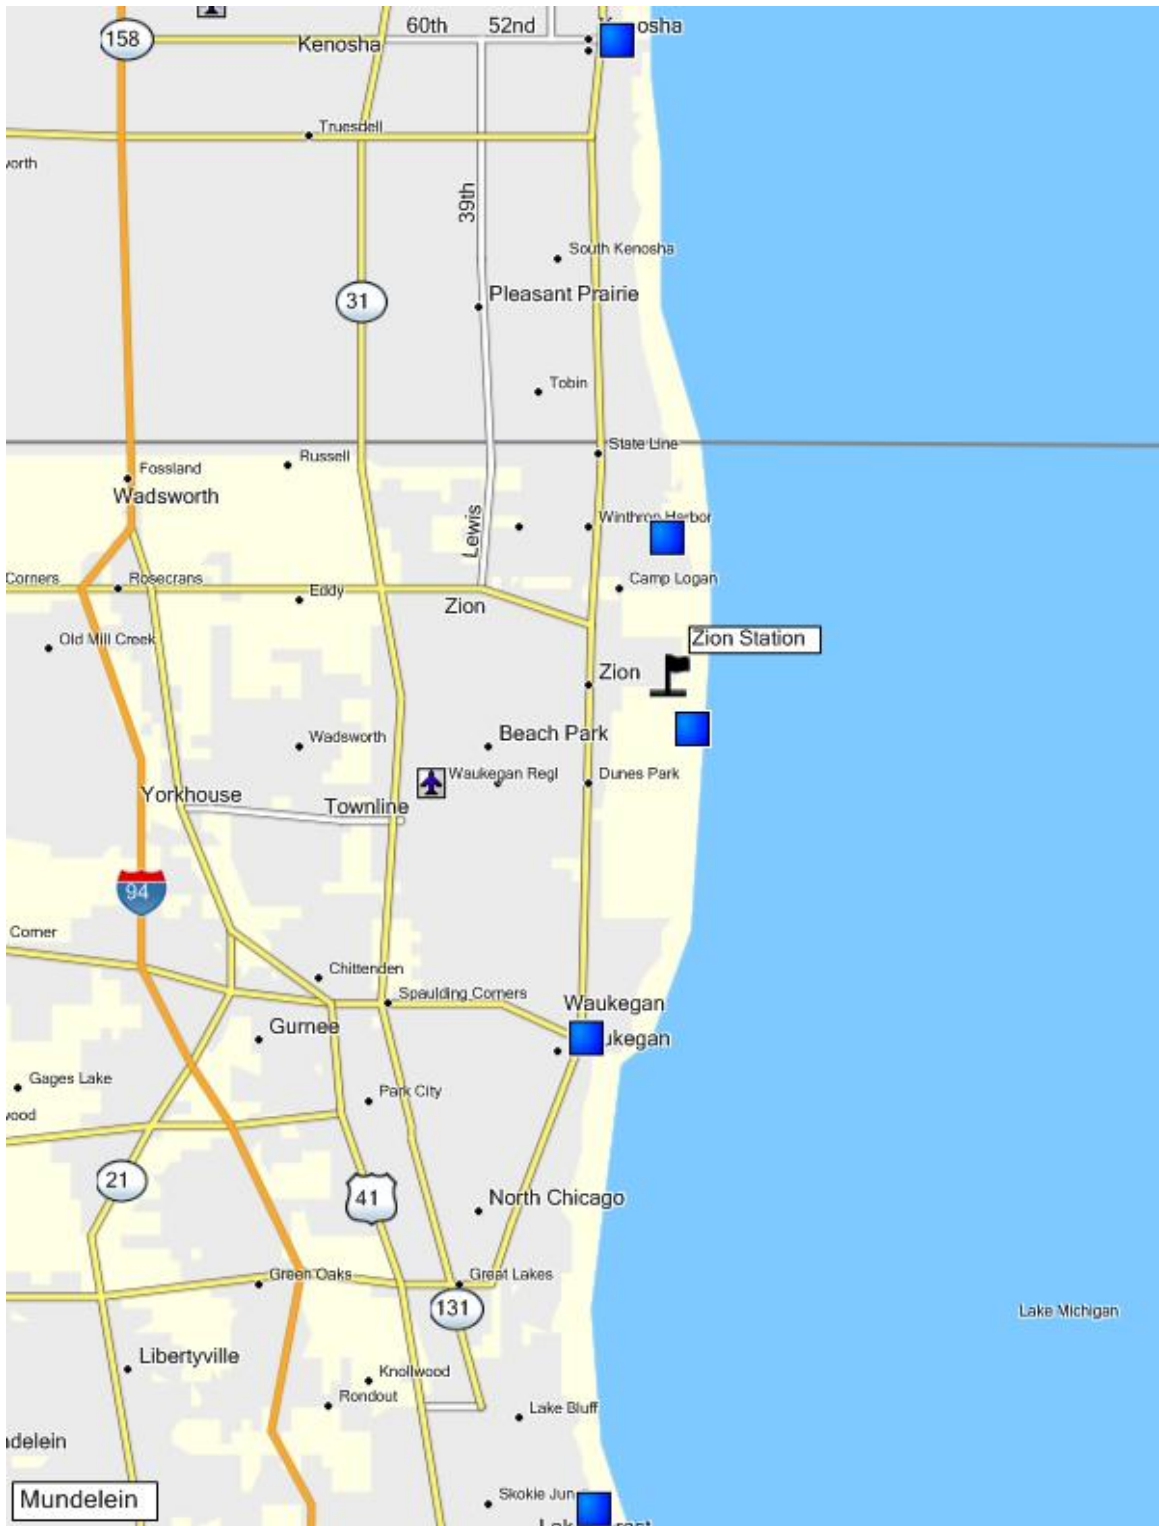 60th
52nd
osha
158
Kenosha
Truesdell
orth
39th
South Kenosha
Pleasant Prairie
31
Tobin
State Line
Russell
Fossland
Wadsworth
Lewis
Winthrop Harbor
Corners
Rosecrans
Camp Logan
Eddy
Zion
Old Mill Creek
Zion Station
Zion
Wadsworth
Beach Park
Waukegan Regl
Dunes Park
Yorkhouse
Townline
94
Corner
Chittenden
Spaulding Corners
Waukegan
Gurnee
ukegan
Gages Lake
Park City
wood
21
41
North Chicago
Green Oaks
Great Lakes
131
Lake Michigan
Libertyville
Knollwood
Rondout
Lake Bluff
ndelein
Mundelein
Skokie Jun